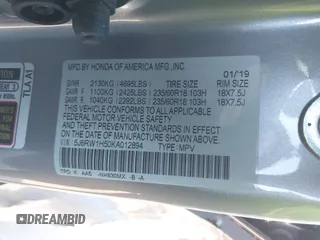 MFD BY HONDA OF AMERICA MFG.,INC.
01/19
GVWR 2130KG (4695LBS) TIRE SIZE RIM SIZE
GAWR F 1100KG (2425LBS) 235/60R18 103H 18X7.5J
GAWR R 1040KG (2292LBS) 235/60R18 103H 18X7.5J
THIS VEHICLE CONFORMS TO ALL APPLICABLE
FEDERAL MOTOR VEHICLE SAFETY AND
THEFT PREVENTION STANDARDS IN EFFECT ON
THE DATE OF MANUFACTURE SHOWN ABOVE.
5J6RW1H50KA012894 TYPE: MPV
-B -A
TLA A1
DREAMBID